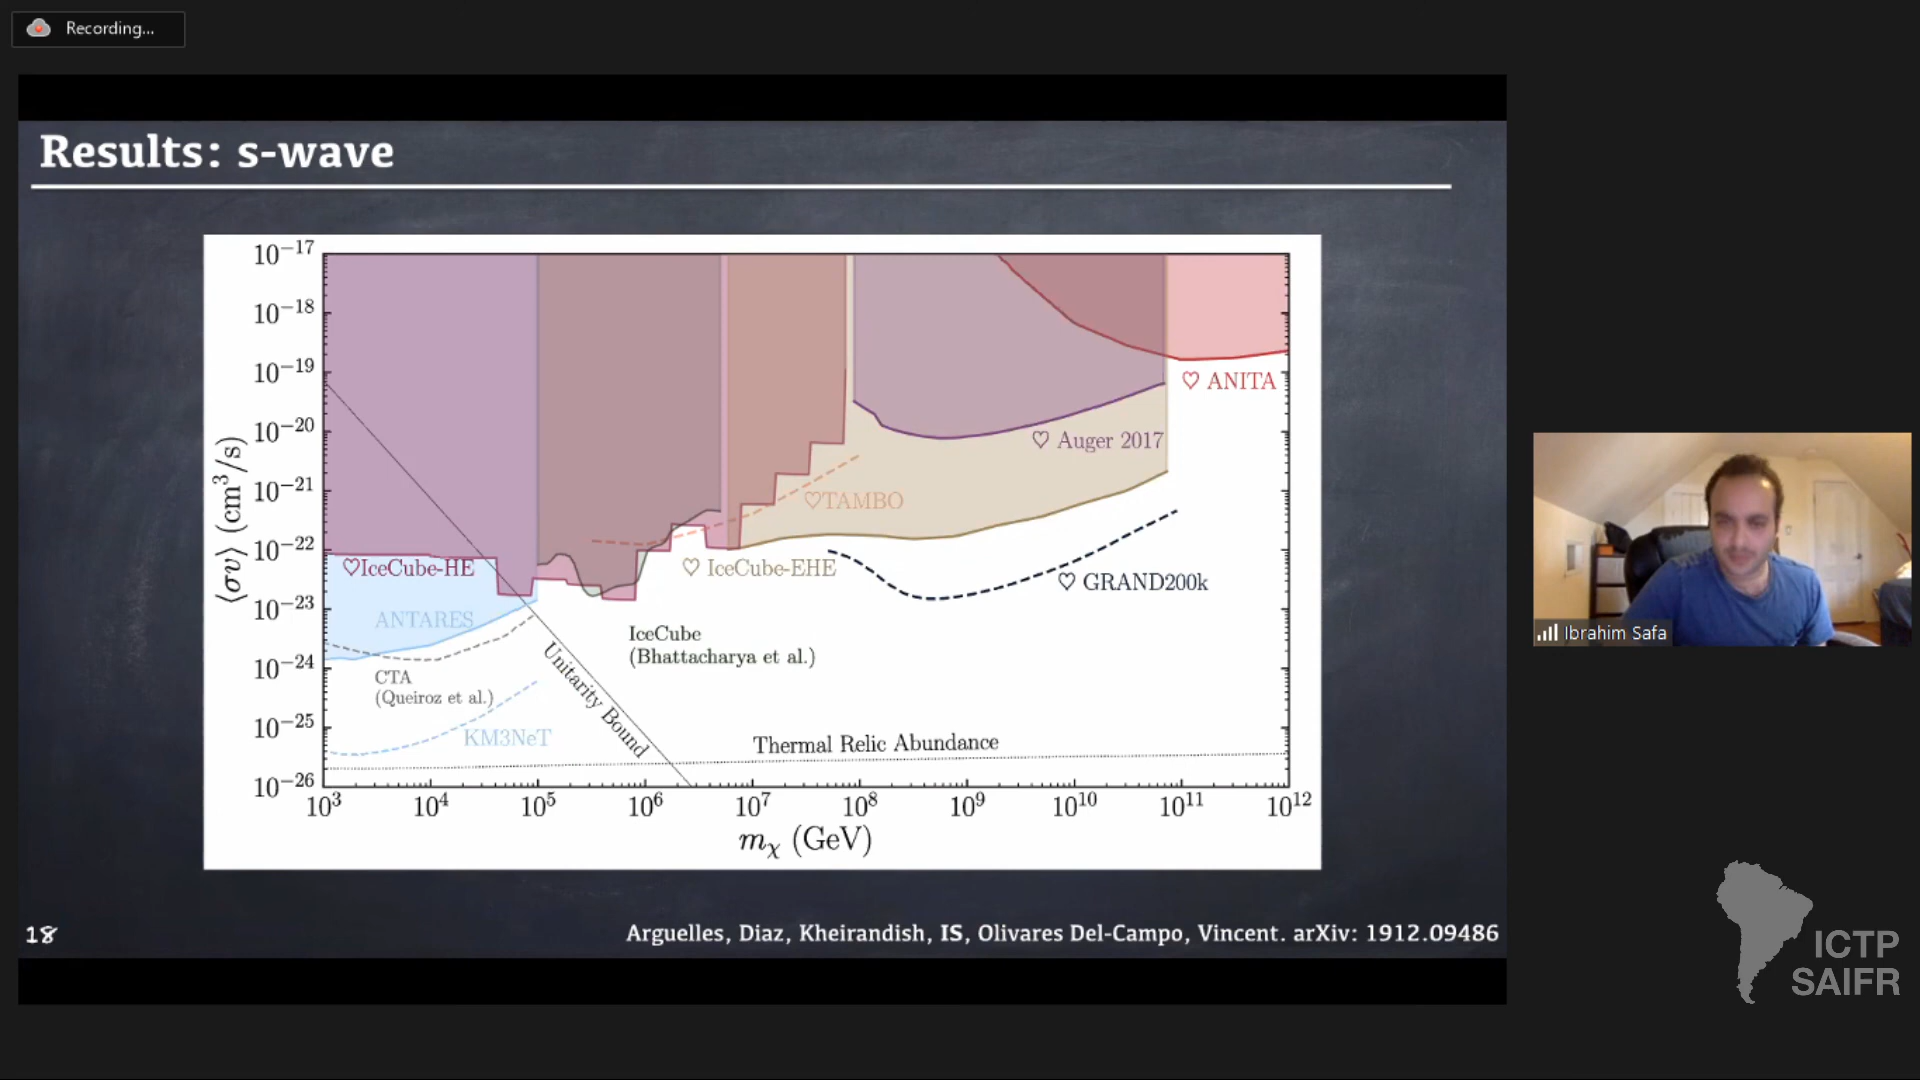 Recording...
Results: s-wave
10−17
10−18
10−19
10−20
10−21
10−22
10−23
10−24
10−25
10−26
⟨σv⟩ (cm3/s)
♡ ANITA
♡ Auger 2017
♡TAMBO
♡IceCube-HE
♡ IceCube-EHE
♡ GRAND200k
ANTARES
IceCube
(Bhattacharya et al.)
CTA
(Queiroz et al.)
Unitarity Bound
KM3NeT
Thermal Relic Abundance
103 104 105 106 107 108 109 1010 1011 1012
mχ (GeV)
18
Arguelles, Diaz, Kheirandish, IS, Olivares Del-Campo, Vincent. arXiv: 1912.09486
Ibrahim Safa
ICTP
SAIFR